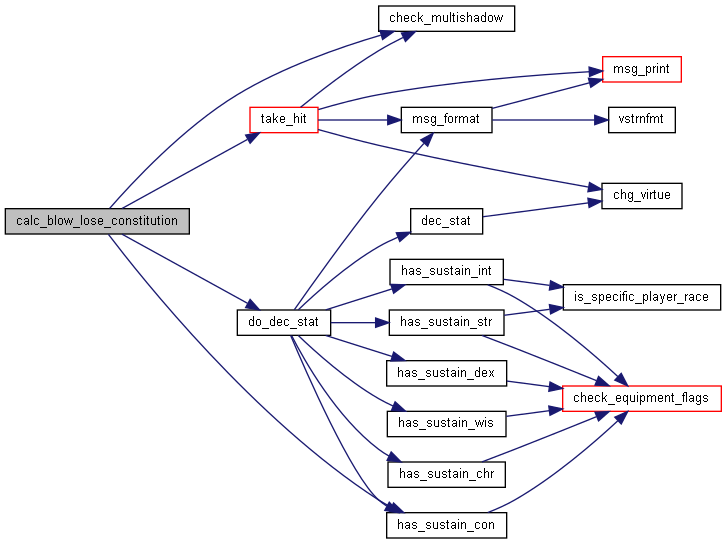 check_multishadow
msg_print
take_hit
msg_format
vstrnfmt
chg_virtue
calc_blow_lose_constitution
dec_stat
has_sustain_int
is_specific_player_race
do_dec_stat
has_sustain_str
has_sustain_dex
check_equipment_flags
has_sustain_wis
has_sustain_chr
has_sustain_con